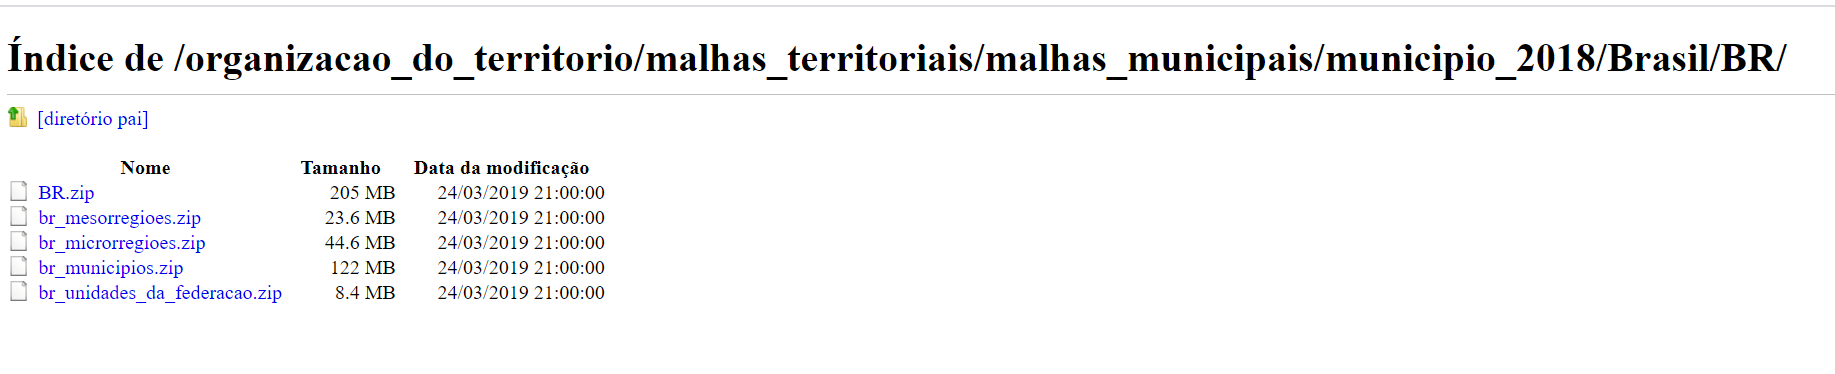 Índice de /organizacao_do_territorio/malhas_territoriais/malhas_municipais/municipio_2018/Brasil/BR/
[diretório pai]
Nome Tamanho Data da modificação
BR.zip 205 MB 24/03/2019 21:00:00
br_mesorregioes.zip 23.6 MB 24/03/2019 21:00:00
br_microrregioes.zip 44.6 MB 24/03/2019 21:00:00
br_municipios.zip 122 MB 24/03/2019 21:00:00
br_unidades_da_federacao.zip 8.4 MB 24/03/2019 21:00:00